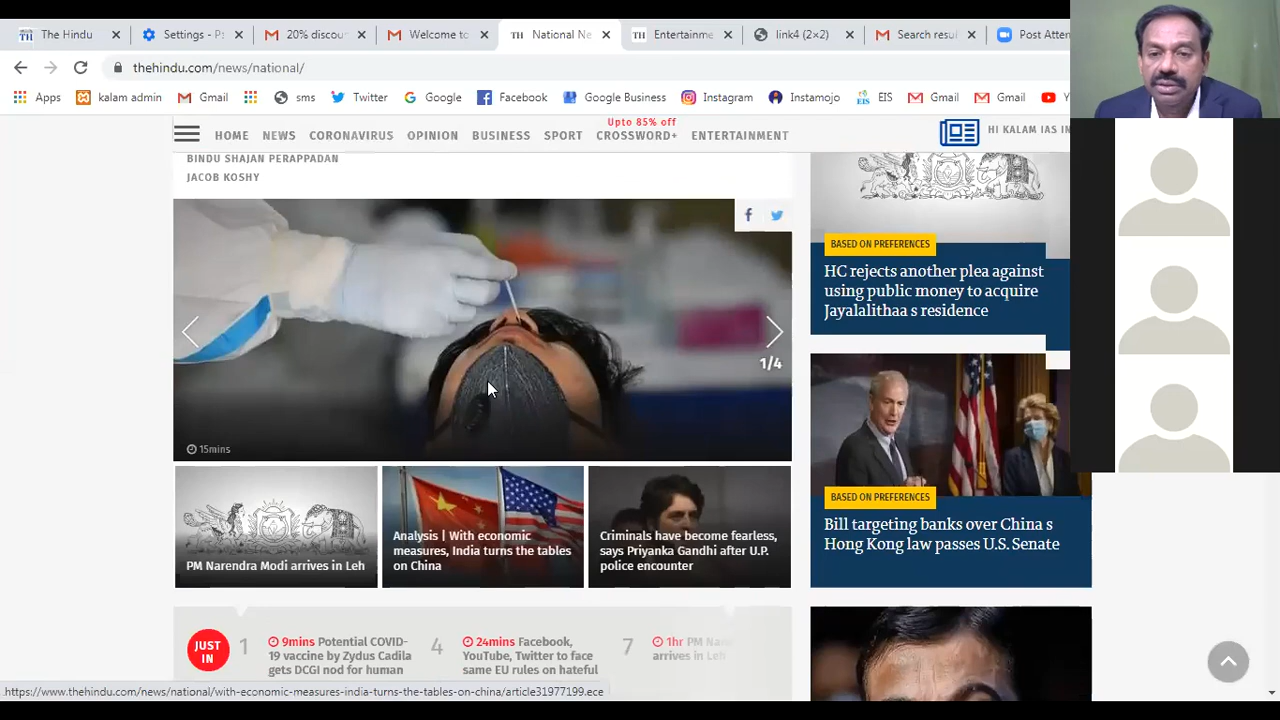 The Hindu
Settings - Ps
20% discou
Welcome to
National Ne
Entertainme
link4 (2×2)
Search resu
Post Atten
thehindu.com/news/national/
Apps
kalam admin
Gmail
sms
Twitter
Google
Facebook
Google Business
Instagram
Instamojo
EIS
Gmail
Gmail
Y
Upto 85% off
HOME
NEWS
CORONAVIRUS
OPINION
BUSINESS
SPORT
CROSSWORD+
ENTERTAINMENT
HI KALAM IAS IN
BINDU SHAJAN PERAPPADAN
JACOB KOSHY
1/4
15mins
BASED ON PREFERENCES
HC rejects another plea against
using public money to acquire
Jayalalithaa s residence
BASED ON PREFERENCES
Bill targeting banks over China s
Hong Kong law passes U.S. Senate
PM Narendra Modi arrives in Leh
Analysis | With economic
measures, India turns the tables
on China
Criminals have become fearless,
says Priyanka Gandhi after U.P.
police encounter
JUST
IN
1
9mins Potential COVID-
19 vaccine by Zydus Cadila
gets DCGI nod for human
4
24mins Facebook,
YouTube, Twitter to face
same EU rules on hateful
7
1hr PM Nare
arrives in Leh
https://www.thehindu.com/news/national/with-economic-measures-india-turns-the-tables-on-china/article31977199.ece